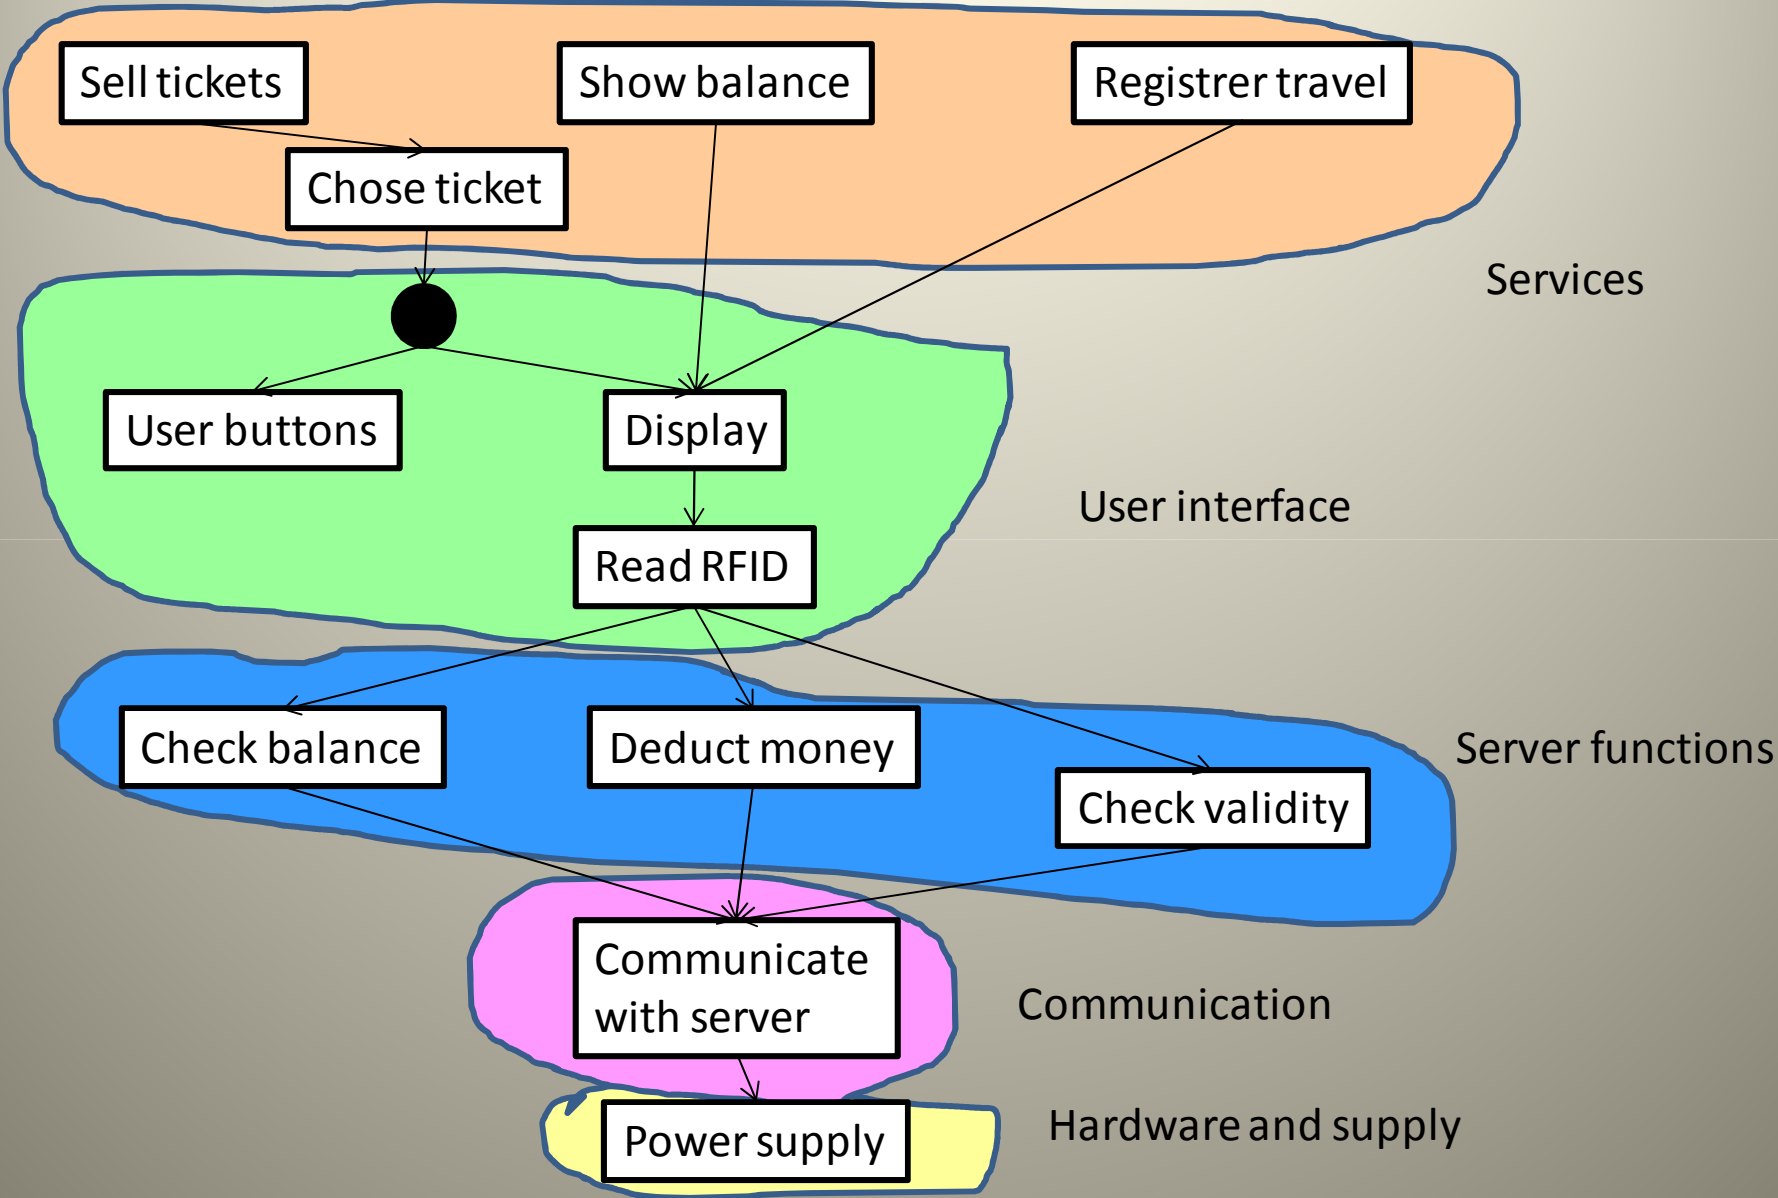 Sell tickets
Show balance
Registrer travel
Chose ticket
Services
User buttons
Display
User interface
Read RFID
Check balance
Deduct money
Server functions
Check validity
Communicate
with server
Communication
Hardware and supply
Power supply